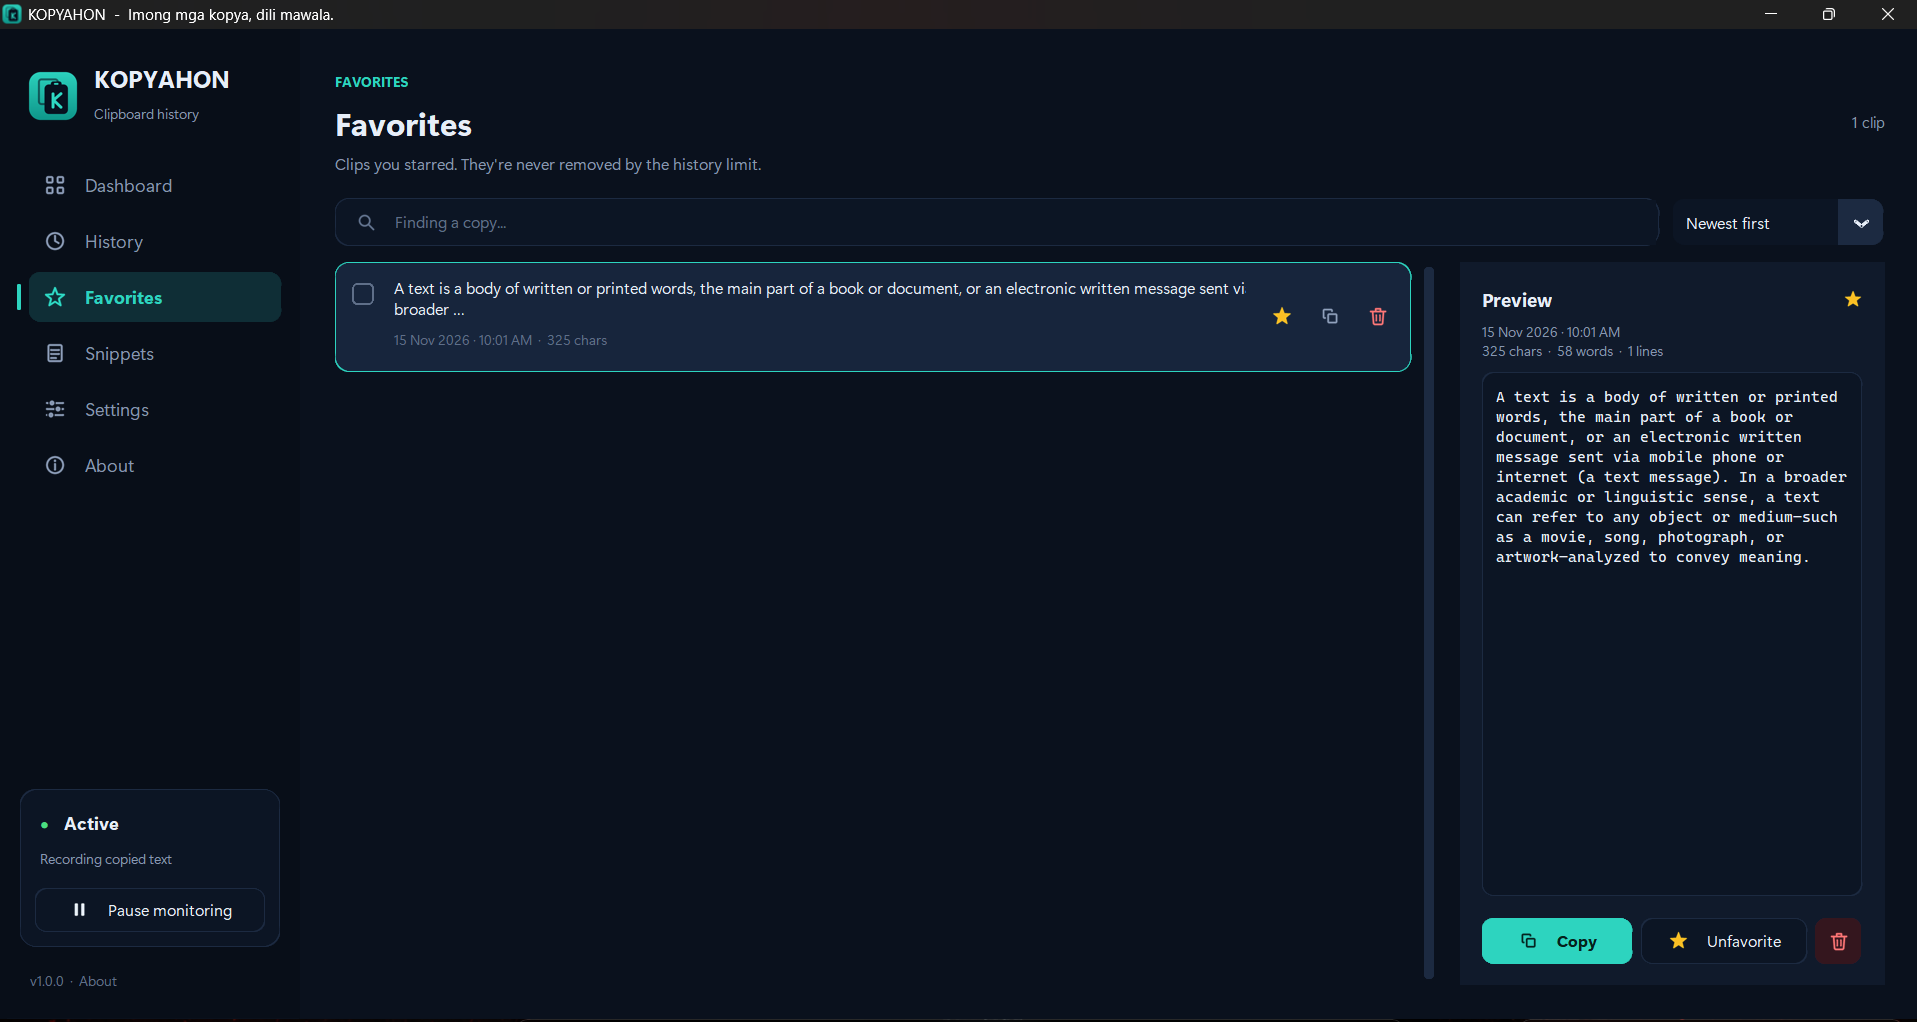 KOPYAHON - Imong mga kopya, dili mawala.
KOPYAHON
Clipboard history
Dashboard
History
Favorites
Snippets
Settings
About
Active
Recording copied text
Pause monitoring
v1.0.0 · About
FAVORITES
Favorites
1 clip
Clips you starred. They're never removed by the history limit.
Finding a copy...
Newest first
A text is a body of written or printed words, the main part of a book or document, or an electronic written message sent vi
broader ...
15 Nov 2026 · 10:01 AM · 325 chars
Preview
15 Nov 2026 · 10:01 AM
325 chars · 58 words · 1 lines
A text is a body of written or printed
words, the main part of a book or
document, or an electronic written
message sent via mobile phone or
internet (a text message). In a broader
academic or linguistic sense, a text
can refer to any object or medium—such
as a movie, song, photograph, or
artwork—analyzed to convey meaning.
Copy
Unfavorite